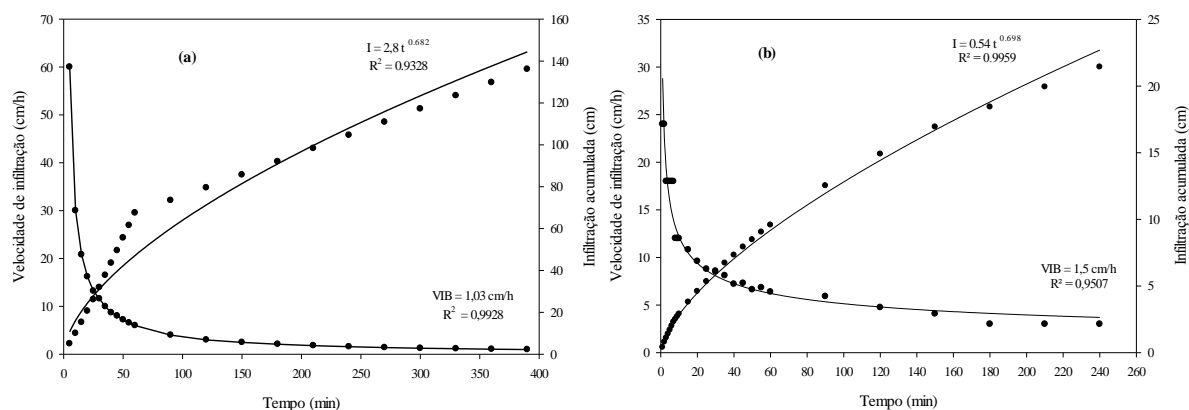 (a)
I = 2,8 t 0.682
R2 = 0.9328
VIB = 1,03 cm/h
R2 = 0,9928
Velocidade de infiltração (cm/h)
70
60
50
40
30
20
10
0
Infiltração acumulada (cm)
160
140
120
100
80
60
40
20
0
0 50 100 150 200 250 300 350 400
Tempo (min)
(b)
I = 0.54 t 0.698
R² = 0.9959
VIB = 1,5 cm/h
R² = 0,9507
Velocidade de infiltração (cm/h)
35
30
25
20
15
10
5
0
Infiltração acumulada (cm)
25
20
15
10
5
0
0 20 40 60 80 100 120 140 160 180 200 220 240 260
Tempo (min)